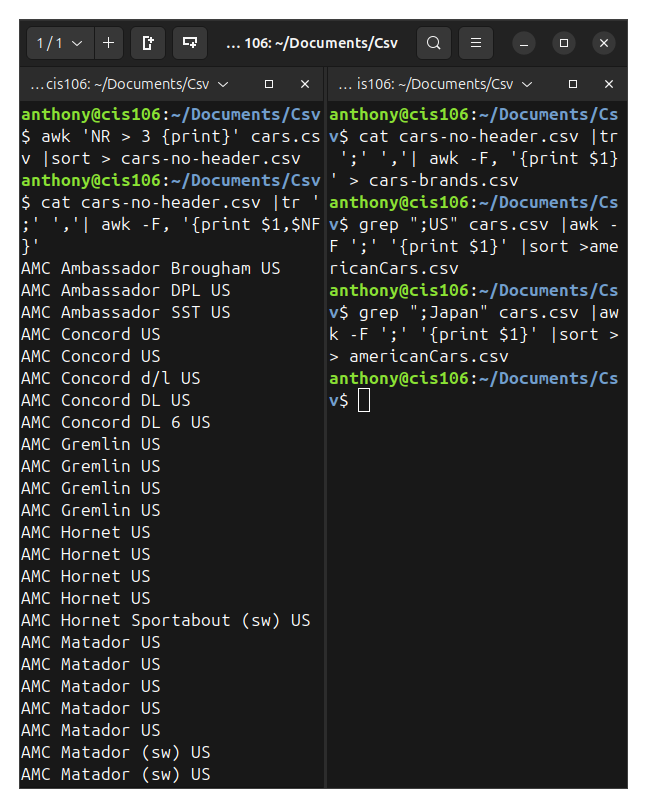 1 / 1
... 106: ~/Documents/Csv
...cis106: ~/Documents/Csv
anthony@cis106:~/Documents/Csv
$ awk 'NR > 3 {print}' cars.cs
v |sort > cars-no-header.csv
anthony@cis106:~/Documents/Csv
$ cat cars-no-header.csv |tr '
;' ','| awk -F, '{print $1,$NF
}'
AMC Ambassador Brougham US
AMC Ambassador DPL US
AMC Ambassador SST US
AMC Concord US
AMC Concord US
AMC Concord d/l US
AMC Concord DL US
AMC Concord DL 6 US
AMC Gremlin US
AMC Gremlin US
AMC Gremlin US
AMC Gremlin US
AMC Hornet US
AMC Hornet US
AMC Hornet US
AMC Hornet US
AMC Hornet Sportabout (sw) US
AMC Matador US
AMC Matador US
AMC Matador US
AMC Matador US
AMC Matador US
AMC Matador (sw) US
AMC Matador (sw) US
... is106: ~/Documents/Csv
anthony@cis106:~/Documents/Cs
v$ cat cars-no-header.csv |tr
 ';' ','| awk -F, '{print $1}
' > cars-brands.csv
anthony@cis106:~/Documents/Cs
v$ grep ";US" cars.csv |awk -
F ';' '{print $1}' |sort >ame
ricanCars.csv
anthony@cis106:~/Documents/Cs
v$ grep ";Japan" cars.csv |aw
k -F ';' '{print $1}' |sort >
> americanCars.csv
anthony@cis106:~/Documents/Cs
v$